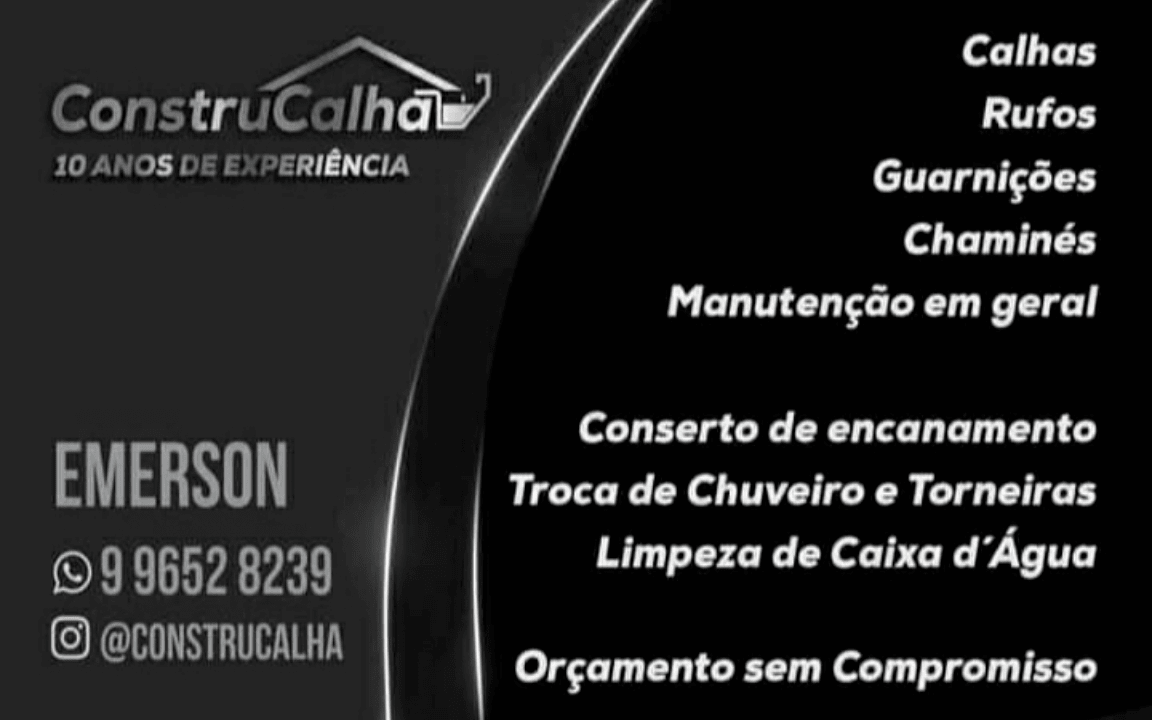 ConstruCalha
10 ANOS DE EXPERIÊNCIA
EMERSON
9 9652 8239
@CONSTRUCALHA
Calhas
Rufos
Guarnições
Chaminés
Manutenção em geral
Conserto de encanamento
Troca de Chuveiro e Torneiras
Limpeza de Caixa d´Água
Orçamento sem Compromisso